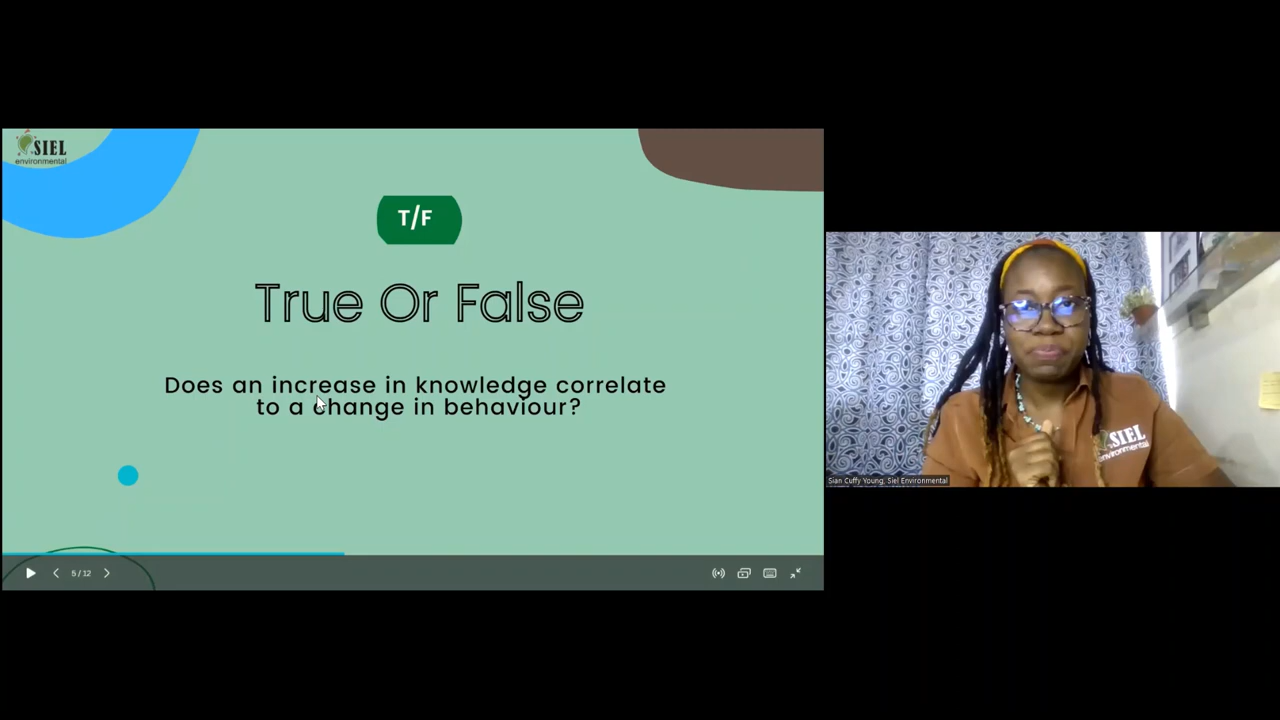 SIEL
environmental
T/F
True Or False
Does an increase in knowledge correlate
to a change in behaviour?
5 / 12
SIEL
environmental
Sian Cuffy Young, Siel Environmental